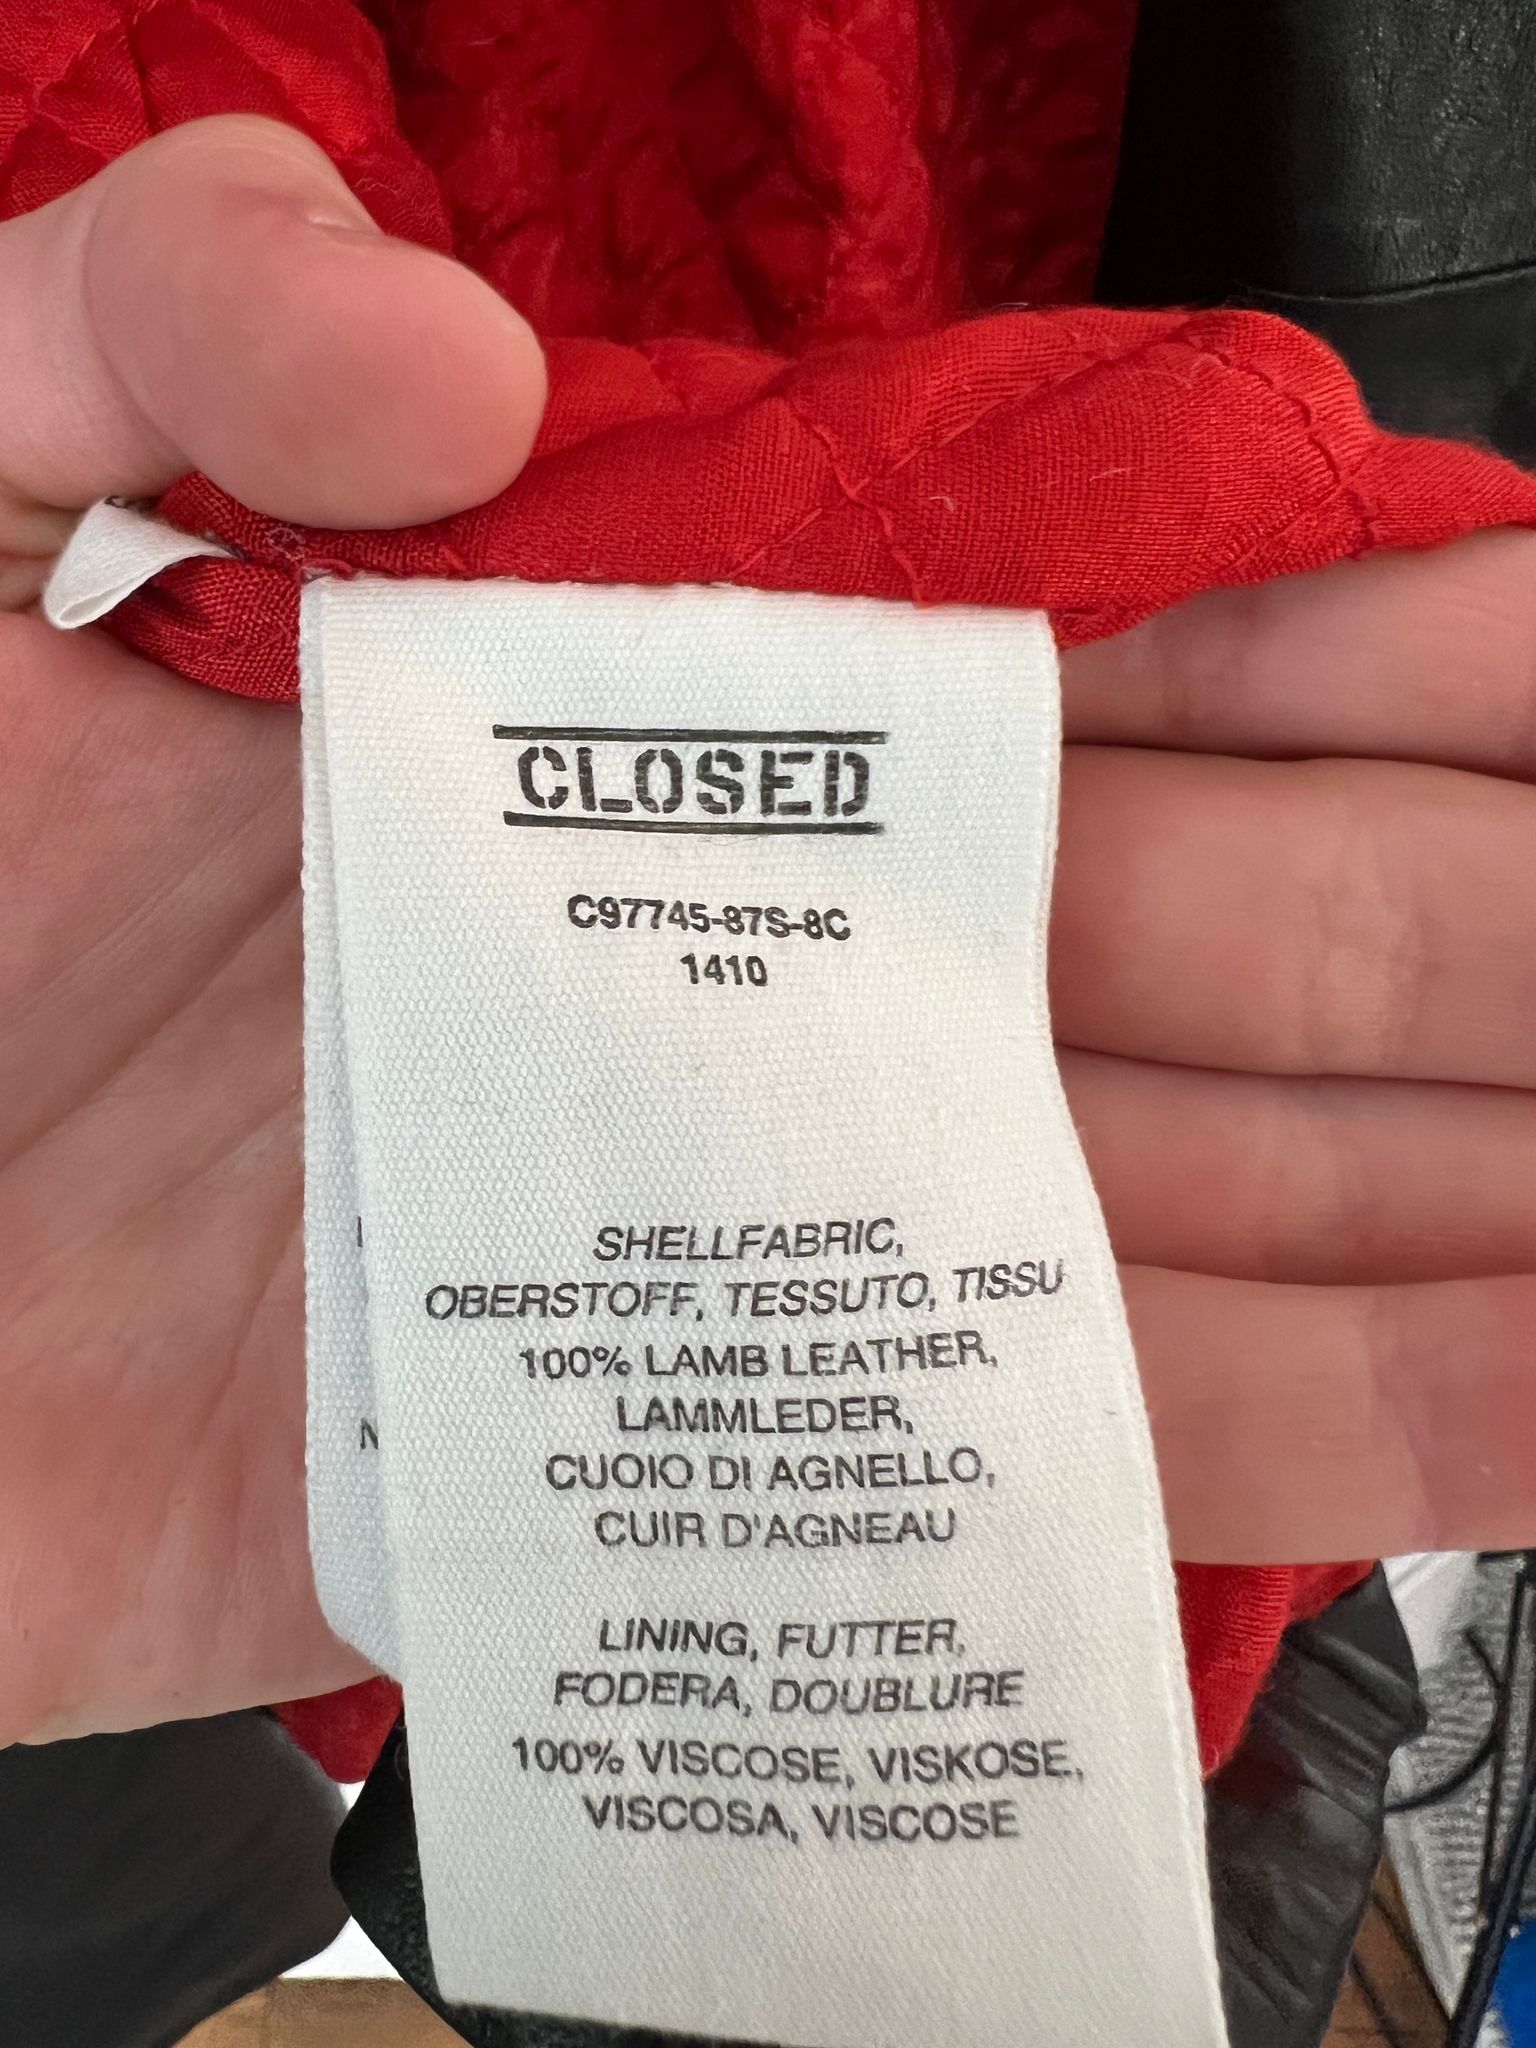 CLOSED
C97745-87S-8C
1410
SHELLFABRIC,
OBERSTOFF, TESSUTO, TISSU
100% LAMB LEATHER,
LAMMLEDER,
CUOIO DI AGNELLO,
CUIR D'AGNEAU
LINING, FUTTER,
FODERA, DOUBLURE
100% VISCOSE, VISKOSE,
VISCOSA, VISCOSE